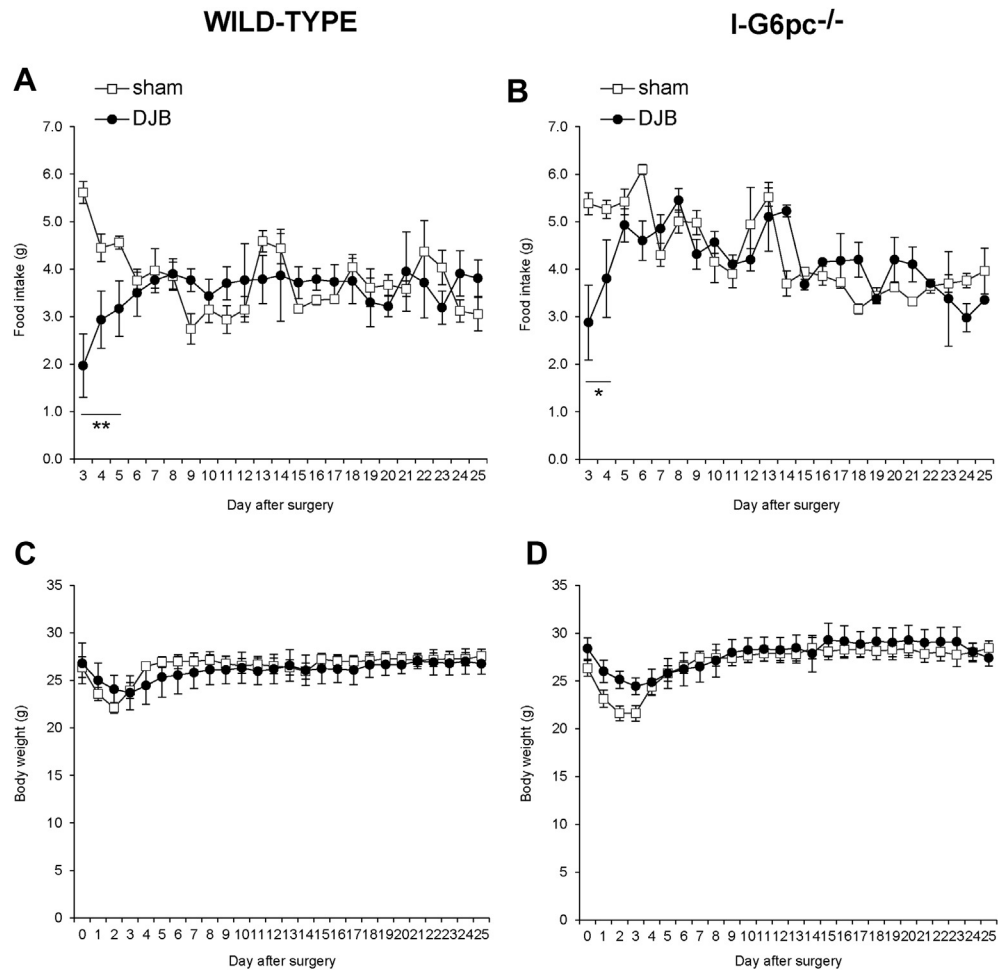 WILD-TYPE
I-G6pc-/-
A
sham
DJB
7.0
6.0
5.0
4.0
3.0
2.0
1.0
0.0
Food intake (g)
**
3 4 5 6 7 8 9 10 11 12 13 14 15 16 17 18 19 20 21 22 23 24 25
Day after surgery
B
sham
DJB
7.0
6.0
5.0
4.0
3.0
2.0
1.0
0.0
Food intake (g)
*
3 4 5 6 7 8 9 10 11 12 13 14 15 16 17 18 19 20 21 22 23 24 25
Day after surgery
C
35
30
25
20
15
10
5
0
Body weight (g)
0 1 2 3 4 5 6 7 8 9 10 11 12 13 14 15 16 17 18 19 20 21 22 23 24 25
Day after surgery
D
35
30
25
20
15
10
5
0
Body weight (g)
0 1 2 3 4 5 6 7 8 9 10 11 12 13 14 15 16 17 18 19 20 21 22 23 24 25
Day after surgery